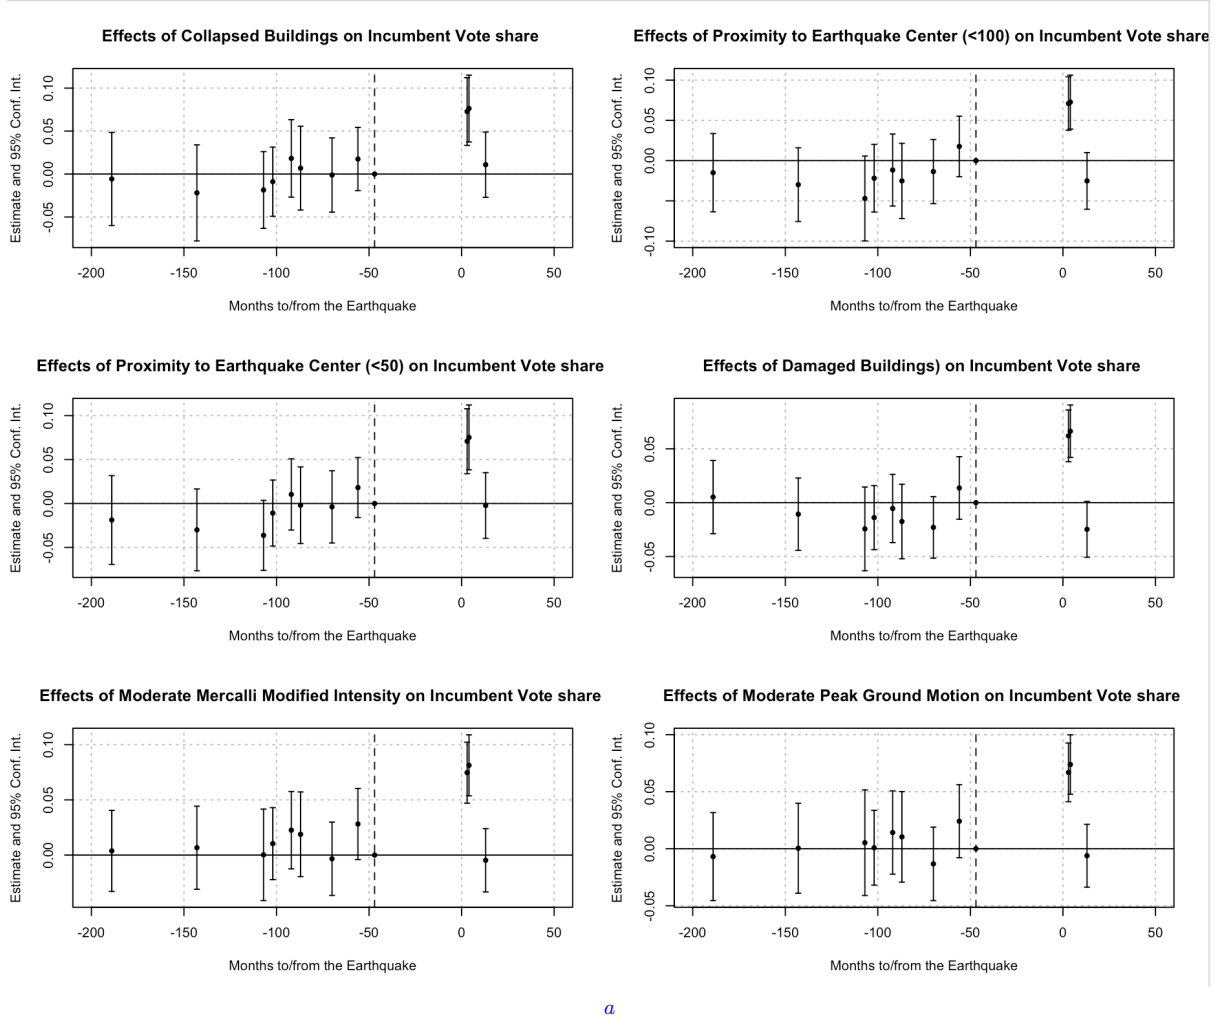 Effects of Collapsed Buildings on Incumbent Vote share
Estimate and 95% Conf. Int.
0.10
0.05
0.00
-0.05
-200 -150 -100 -50 0 50
Months to/from the Earthquake
Effects of Proximity to Earthquake Center (<100) on Incumbent Vote share
Estimate and 95% Conf. Int.
0.10
0.05
0.00
-0.10
-200 -150 -100 -50 0 50
Months to/from the Earthquake
Effects of Proximity to Earthquake Center (<50) on Incumbent Vote share
Estimate and 95% Conf. Int.
0.10
0.05
0.00
-0.05
-200 -150 -100 -50 0 50
Months to/from the Earthquake
Effects of Damaged Buildings) on Incumbent Vote share
Estimate and 95% Conf. Int.
0.05
0.00
-0.05
-200 -150 -100 -50 0 50
Months to/from the Earthquake
Effects of Moderate Mercalli Modified Intensity on Incumbent Vote share
Estimate and 95% Conf. Int.
0.10
0.05
0.00
-200 -150 -100 -50 0 50
Months to/from the Earthquake
Effects of Moderate Peak Ground Motion on Incumbent Vote share
Estimate and 95% Conf. Int.
0.10
0.05
0.00
-0.05
-200 -150 -100 -50 0 50
Months to/from the Earthquake
a